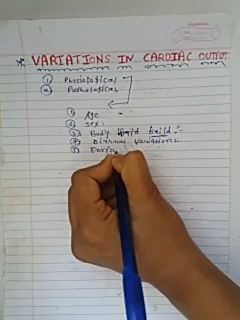 * VARIATIONS IN CARDIAC OUTPUT
① Physiological
② Pathological
① Age
② Sex
③ Body build :-
④ Diurnal Variations
⑤ Envir